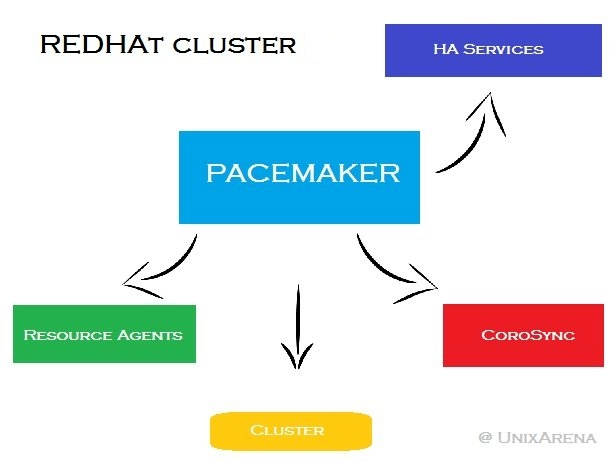 REDHAt cluster
HA Services
PACEMAKER
Resource Agents
CoroSync
Cluster
@ UnixArena